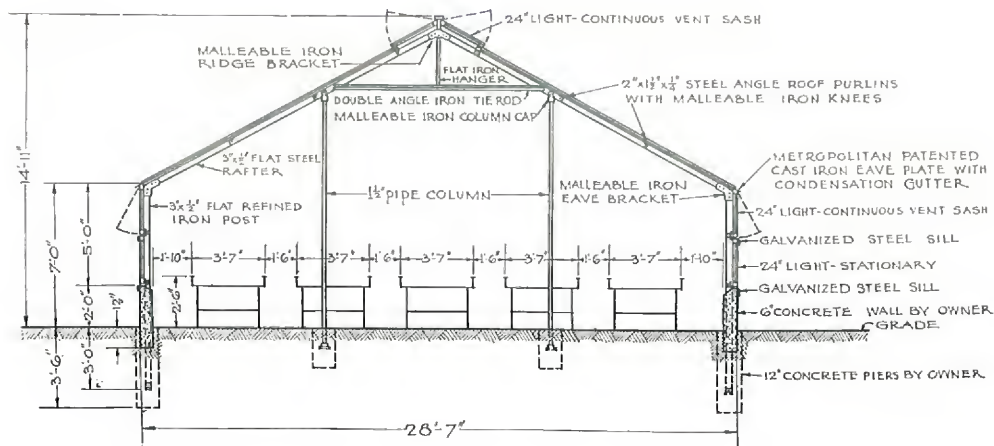 24" LIGHT-CONTINUOUS VENT SASH
MALLEABLE IRON
RIDGE BRACKET
FLAT IRON
HANGER
2"x1½"x¼" STEEL ANGLE ROOF PURLINS
WITH MALLEABLE IRON KNEES
DOUBLE ANGLE IRON TIE ROD
MALLEABLE IRON COLUMN CAP
14'-11"
3"x½" FLAT STEEL
RAFTER
METROPOLITAN PATENTED
CAST IRON EAVE PLATE WITH
CONDENSATION GUTTER
1½" PIPE COLUMN
MALLEABLE IRON
EAVE BRACKET
3"x½" FLAT REFINED
IRON POST
24" LIGHT-CONTINUOUS VENT SASH
7'-0"
5'-0"
GALVANIZED STEEL SILL
1'-10"
3'-7"
1'-6"
3'-7"
1'-6"
3'-7"
1'-6"
3'-7"
1'-6"
3'-7"
1'-10"
24" LIGHT-STATIONARY
2'-6"
GALVANIZED STEEL SILL
2'-0"
12"
6" CONCRETE WALL BY OWNER
GRADE
3'-6"
3'-0"
12" CONCRETE PIERS BY OWNER
28'-7"